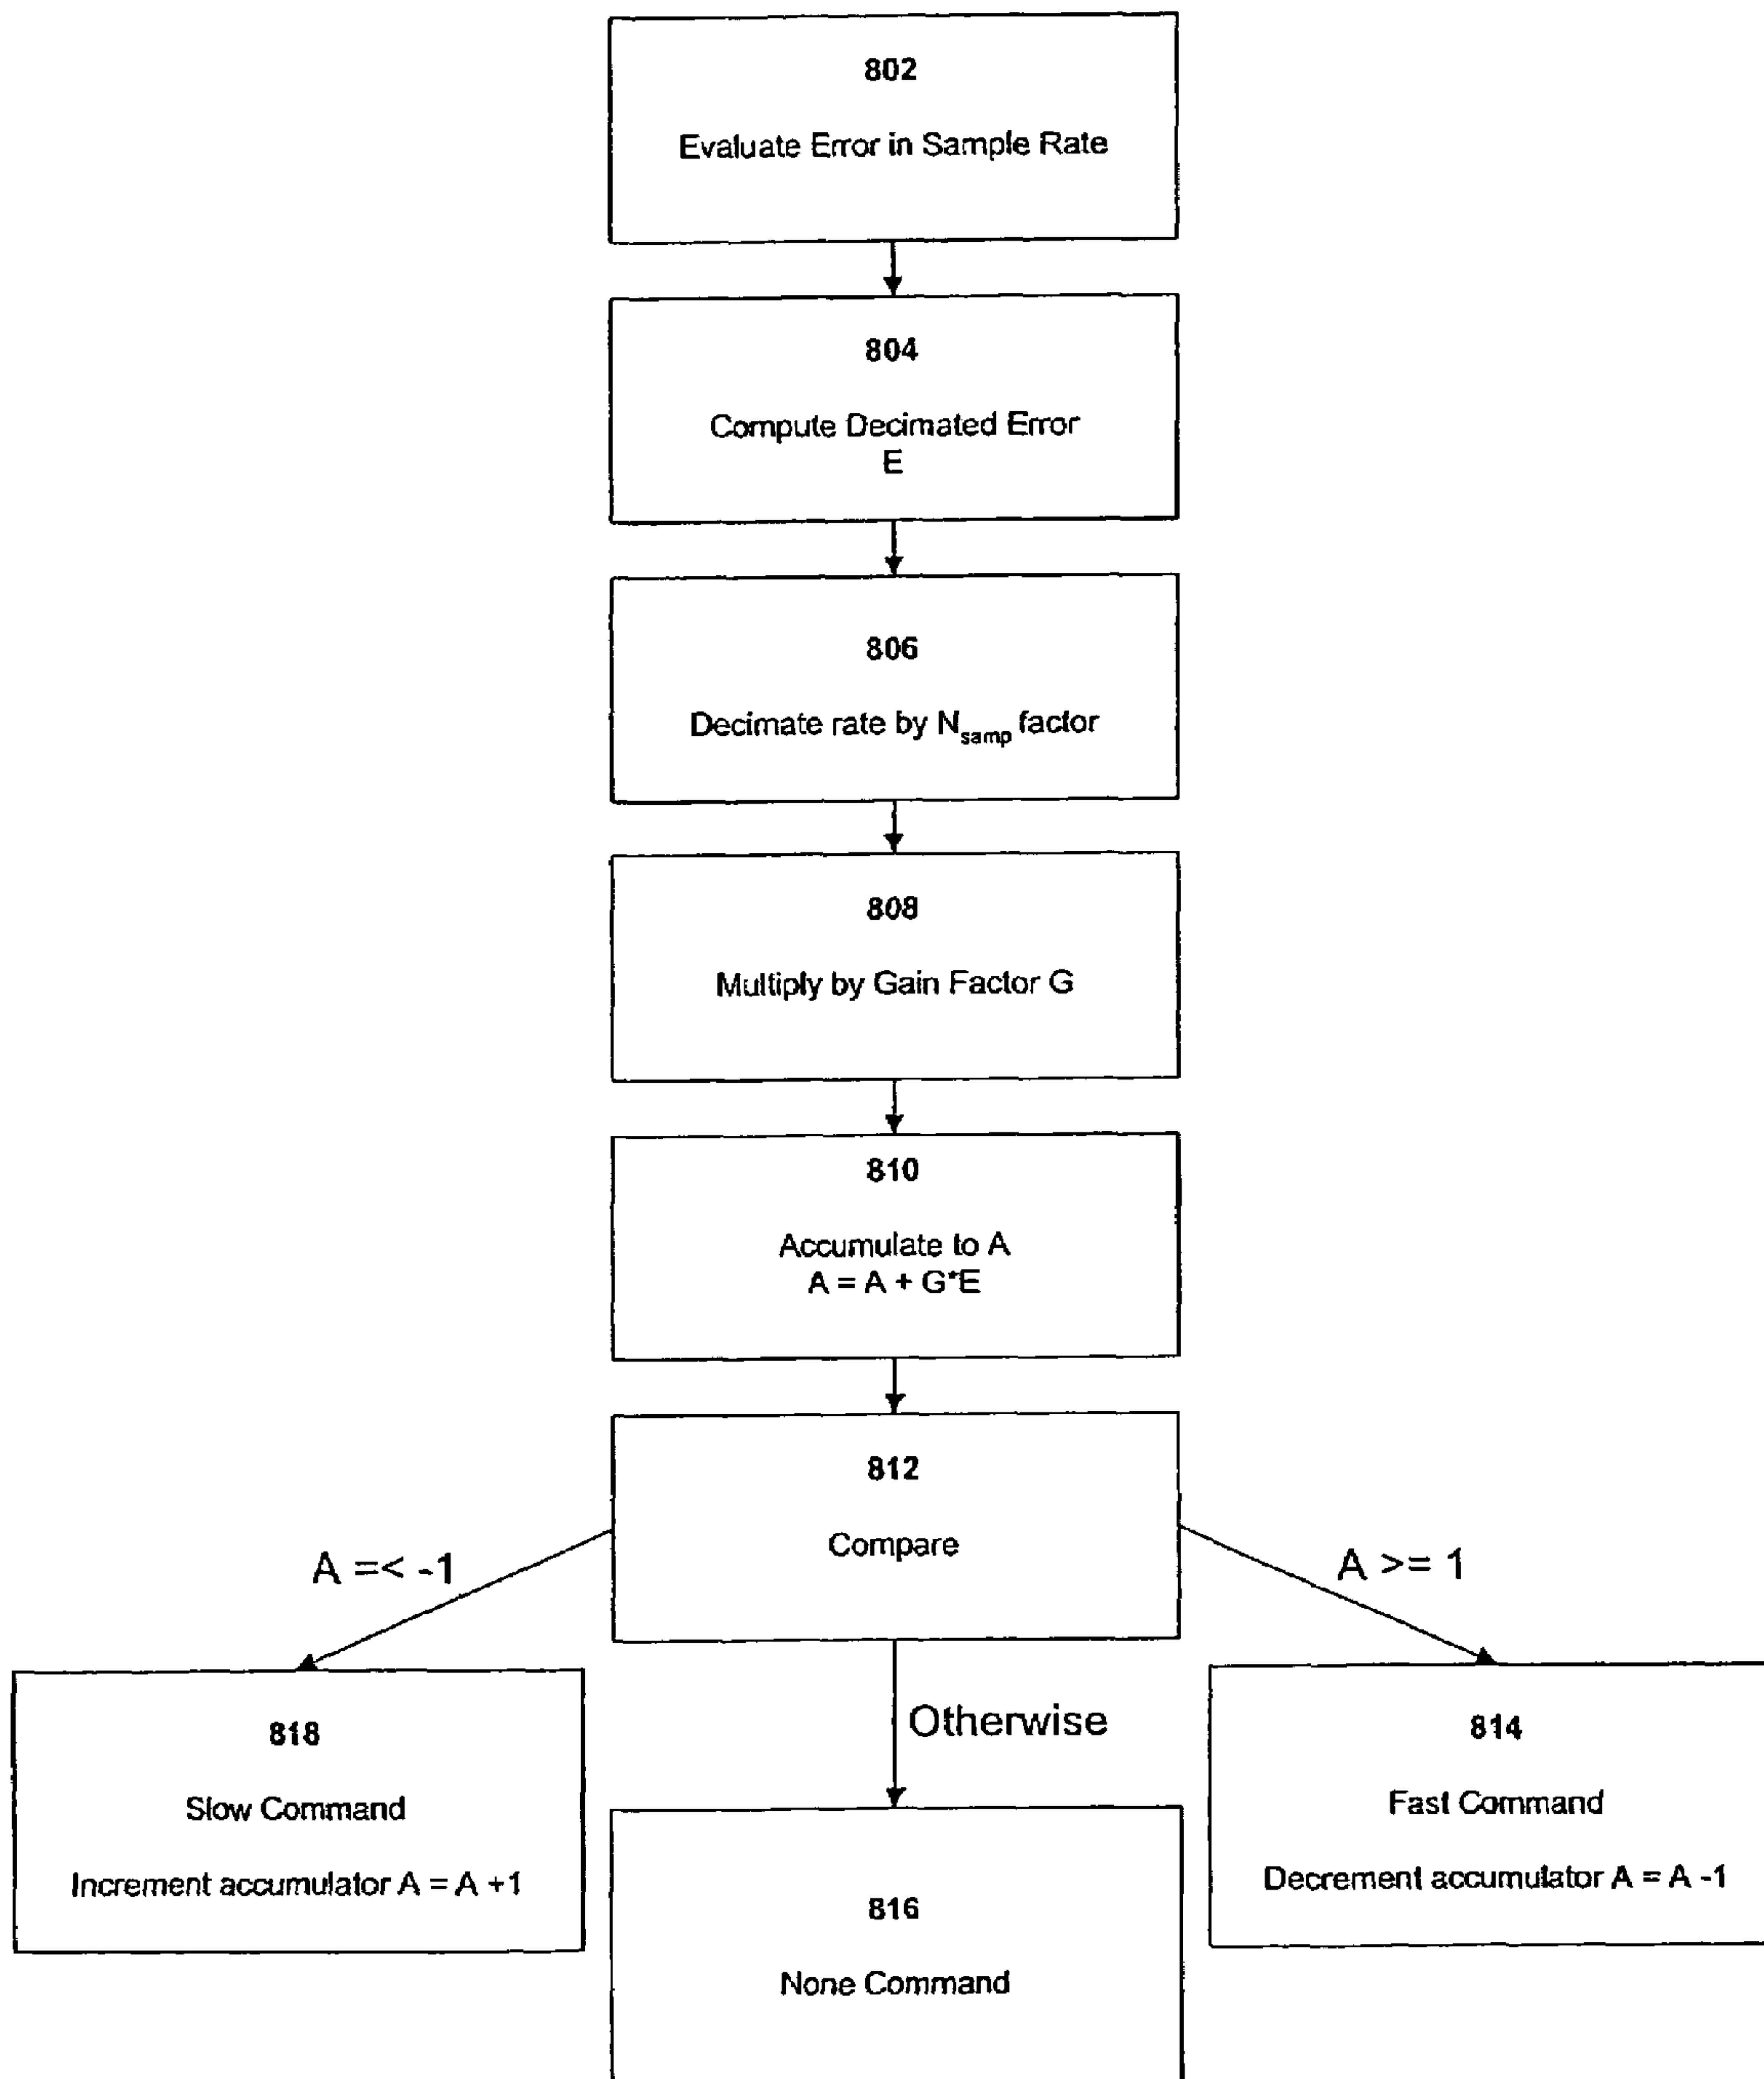 802
Evaluate Error in Sample Rate
804
Compute Decimated Error
E
806
Decimate rate by Nsamp factor
808
Multiply by Gain Factor G
810
Accumulate to A
A = A + G*E
812
Compare
A =< -1
A >= 1
Otherwise
818
Slow Command
Increment accumulator A = A +1
814
Fast Command
Decrement accumulator A = A -1
816
None Command